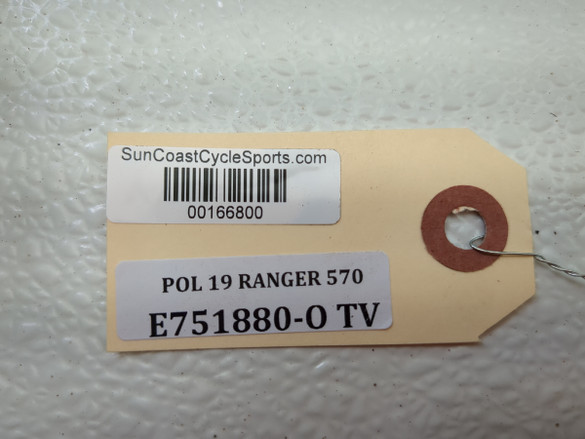 SunCoastCycleSports.com
00166800
POL 19 RANGER 570
E751880-O TV